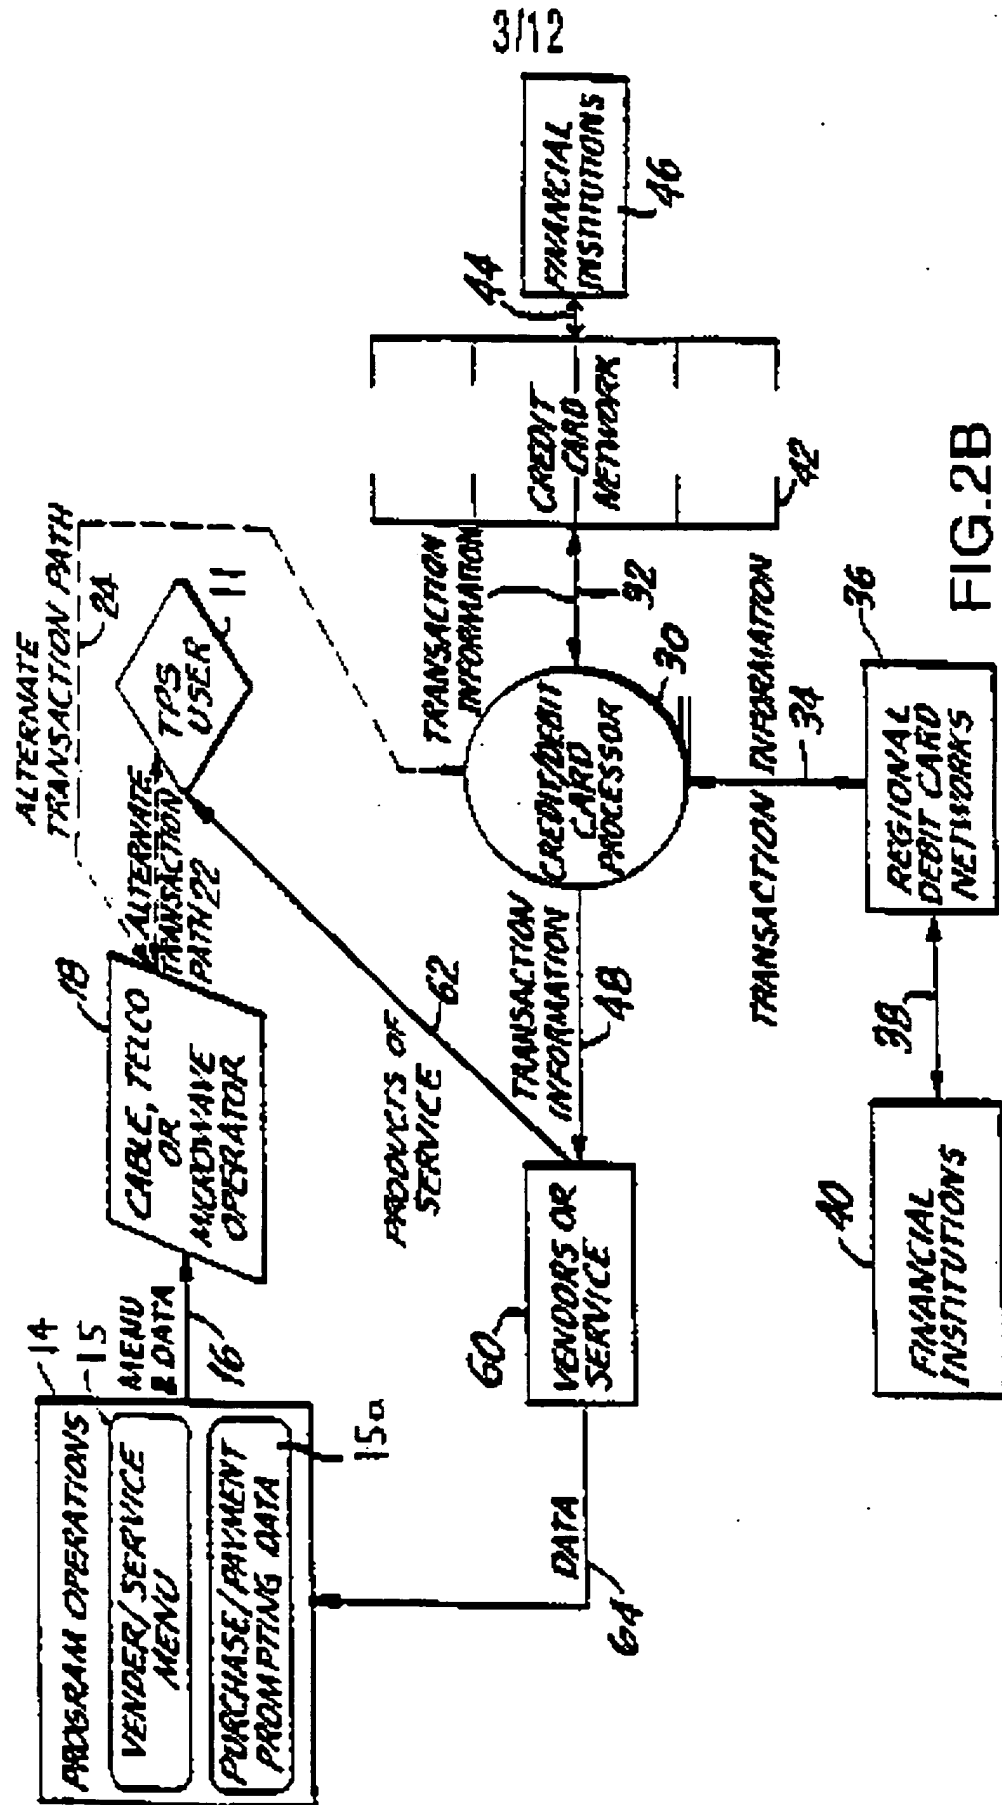 3/12
PROGRAM OPERATIONS
VENDER/SERVICE
MENU
PURCHASE/PAYMENT
PROMPTING DATA
14
15
15a
MENU
& DATA
16
18
CABLE, TELCO
OR
MICROWAVE
OPERATOR
ALTERNATE
TRANSACTION
PATH 22
ALTERNATE
TRANSACTION PATH
24
TPS
USER
11
PRODUCTS OF
SERVICE
62
60
VENDORS OR
SERVICE
DATA
64
TRANSACTION
INFORMATION
48
CREDIT/DEBIT
CARD
PROCESSOR
30
TRANSACTION
INFORMATION
32
CREDIT
CARD
NETWORK
42
44
FINANCIAL
INSTITUTIONS
46
TRANSACTION INFORMATION
34
REGIONAL
DEBIT CARD
NETWORKS
36
38
40
FINANCIAL
INSTITUTIONS
FIG.2B